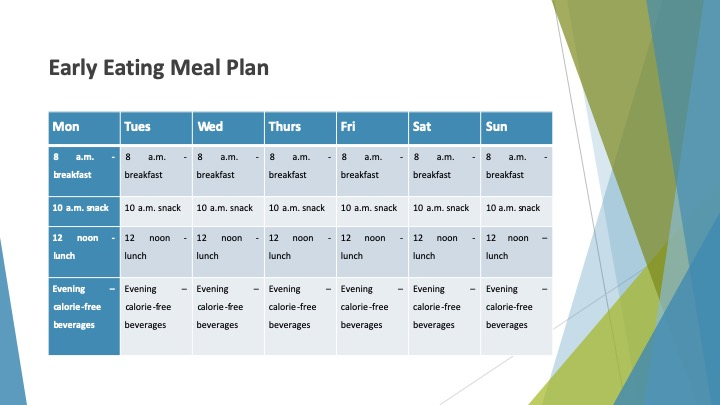 Early Eating Meal Plan
Mon Tues Wed Thurs Fri Sat Sun
8 a.m. - 8 a.m. - 8 a.m. - 8 a.m. - 8 a.m. - 8 a.m. - 8 a.m. -
breakfast breakfast breakfast breakfast breakfast breakfast breakfast
10 a.m. snack 10 a.m. snack 10 a.m. snack 10 a.m. snack 10 a.m. snack 10 a.m. snack 10 a.m. snack
12 noon - 12 noon - 12 noon - 12 noon - 12 noon - 12 noon - 12 noon –
lunch lunch lunch lunch lunch lunch lunch
Evening – Evening – Evening – Evening – Evening – Evening – Evening –
calorie-free calorie-free calorie-free calorie-free calorie-free calorie-free calorie-free
beverages beverages beverages beverages beverages beverages beverages